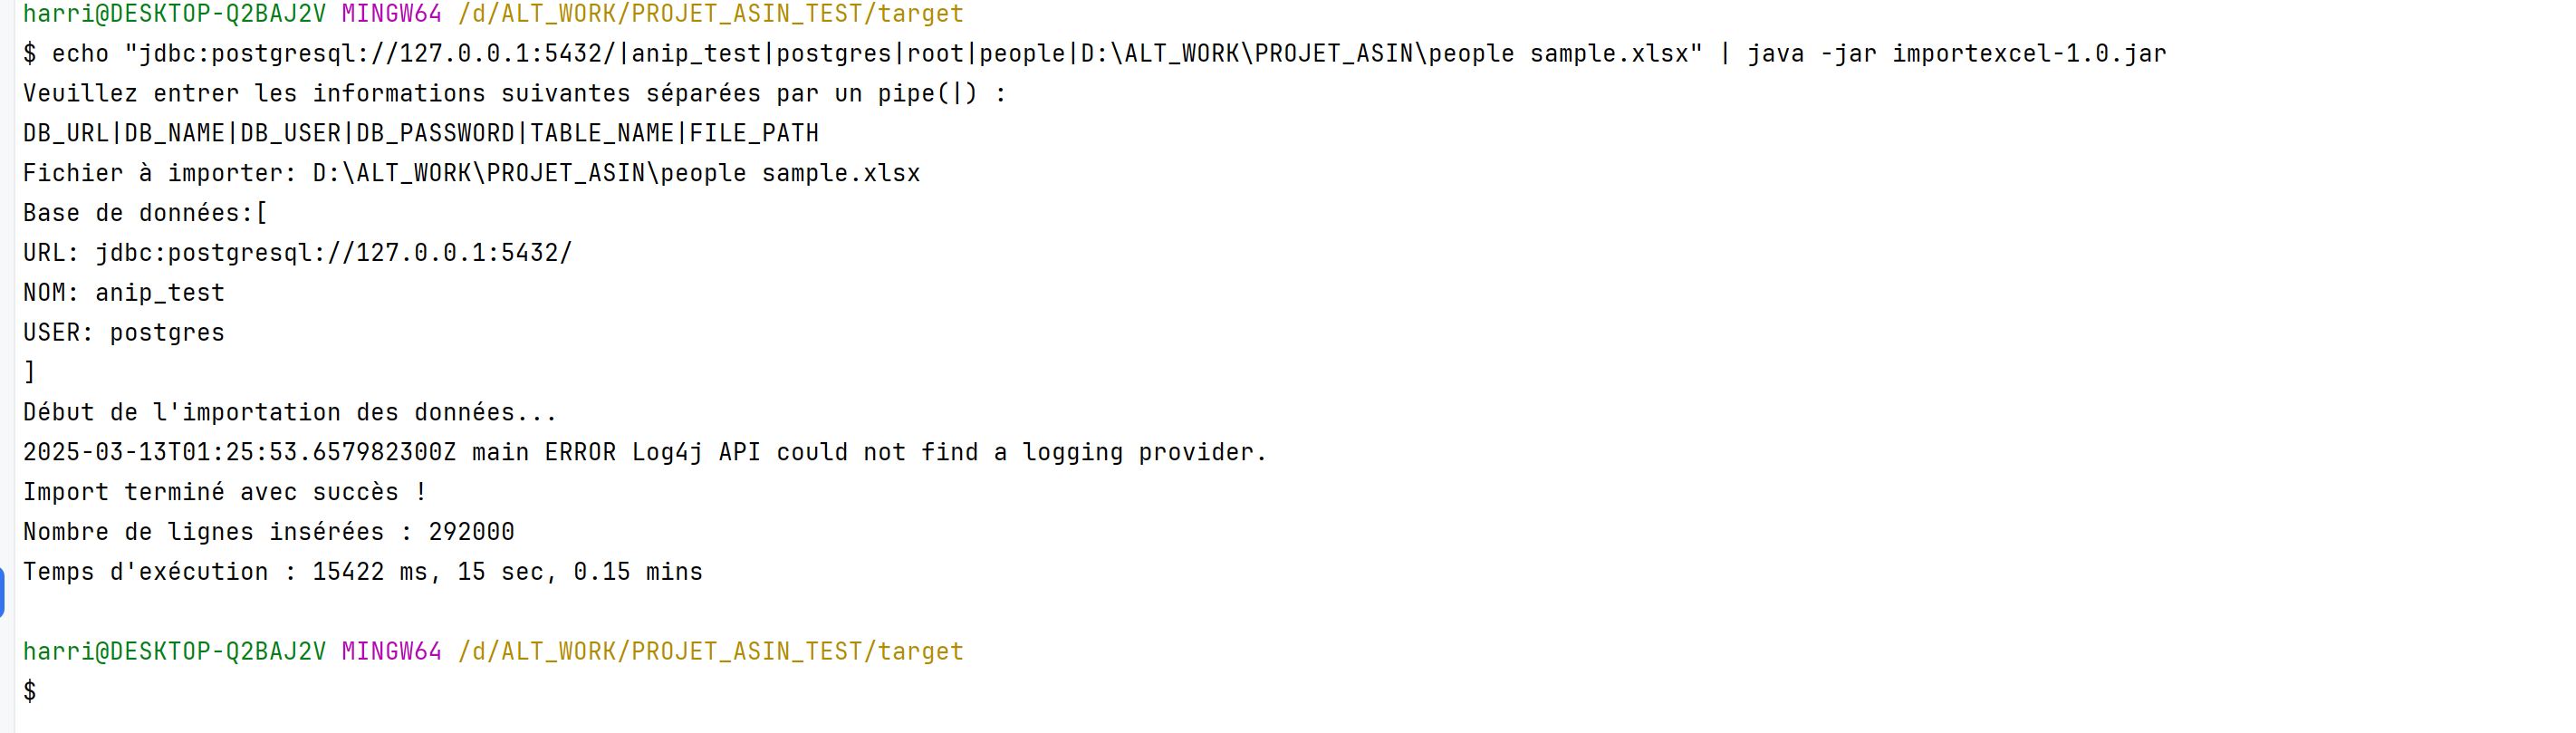 harri@DESKTOP-Q2BAJ2V MINGW64 /d/ALT_WORK/PROJET_ASIN_TEST/target
$ echo "jdbc:postgresql://127.0.0.1:5432/|anip_test|postgres|root|people|D:\ALT_WORK\PROJET_ASIN\people sample.xlsx" | java -jar importexcel-1.0.jar
Veuillez entrer les informations suivantes séparées par un pipe(|) :
DB_URL|DB_NAME|DB_USER|DB_PASSWORD|TABLE_NAME|FILE_PATH
Fichier à importer: D:\ALT_WORK\PROJET_ASIN\people sample.xlsx
Base de données:[
URL: jdbc:postgresql://127.0.0.1:5432/
NOM: anip_test
USER: postgres
]
Début de l'importation des données...
2025-03-13T01:25:53.657982300Z main ERROR Log4j API could not find a logging provider.
Import terminé avec succès !
Nombre de lignes insérées : 292000
Temps d'exécution : 15422 ms, 15 sec, 0.15 mins
harri@DESKTOP-Q2BAJ2V MINGW64 /d/ALT_WORK/PROJET_ASIN_TEST/target
$